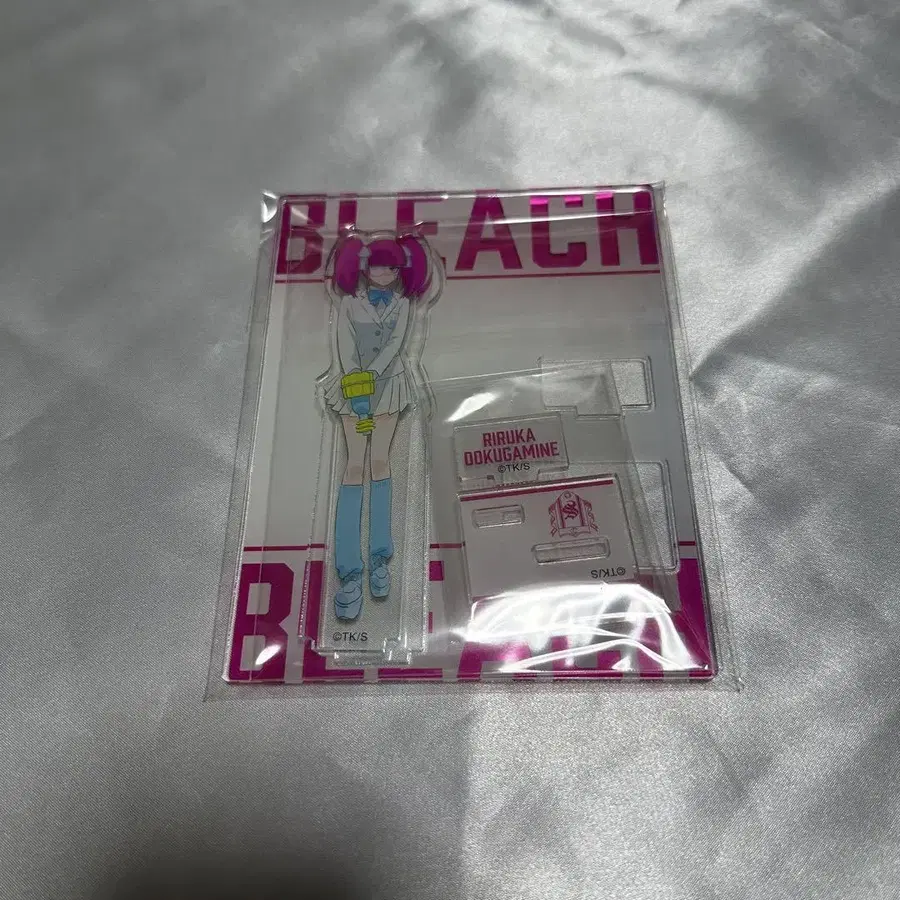 BLEACH
RIRUKA
DOKUGAMINE
©TK/S
©TK/S
©TK/S
BLEACH